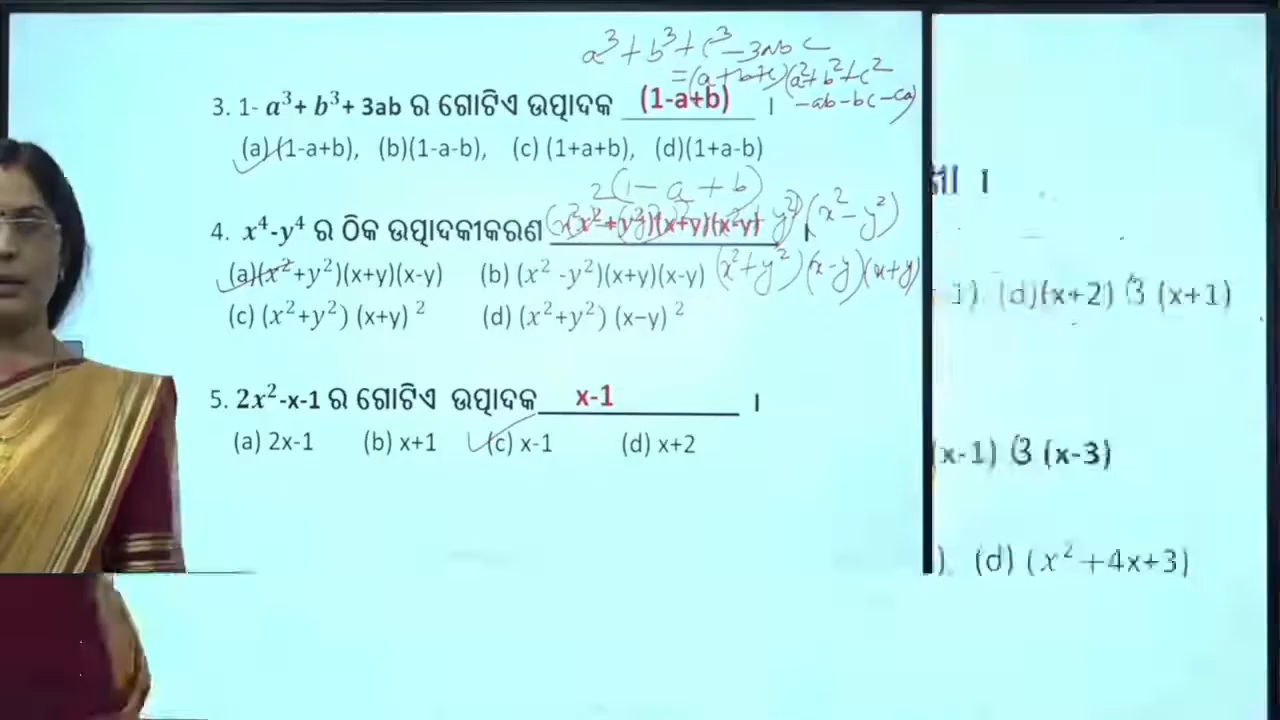 a³+b³+c³-3abc
=(a+b+c)(a²+b²+c²
-ab-bc-ca)
3. 1- a³+ b³+ 3ab ର ଗୋଟିଏ ଉତ୍ପାଦକ (1-a+b) ।
(a) (1-a+b), (b)(1-a-b), (c) (1+a+b), (d)(1+a-b)
(1-a+b)
4. x⁴-y⁴ ର ଠିକ ଉତ୍ପାଦକୀକରଣ (x²+y²)(x+y)(x-y) ।
(x²-y²)
(a)(x²+y²)(x+y)(x-y) (b) (x² -y²)(x+y)(x-y)
(x²+y²)(x-y)(x+y)
(c) (x²+y²) (x+y) ² (d) (x²+y²) (x-y) ²
5. 2x²-x-1 ର ଗୋଟିଏ ଉତ୍ପାଦକ x-1 ।
(a) 2x-1 (b) x+1 (c) x-1 (d) x+2
।
1). (d)(x+2) ଓ (x+1)
(x-1) ଓ (x-3)
). (d) (x²+4x+3)